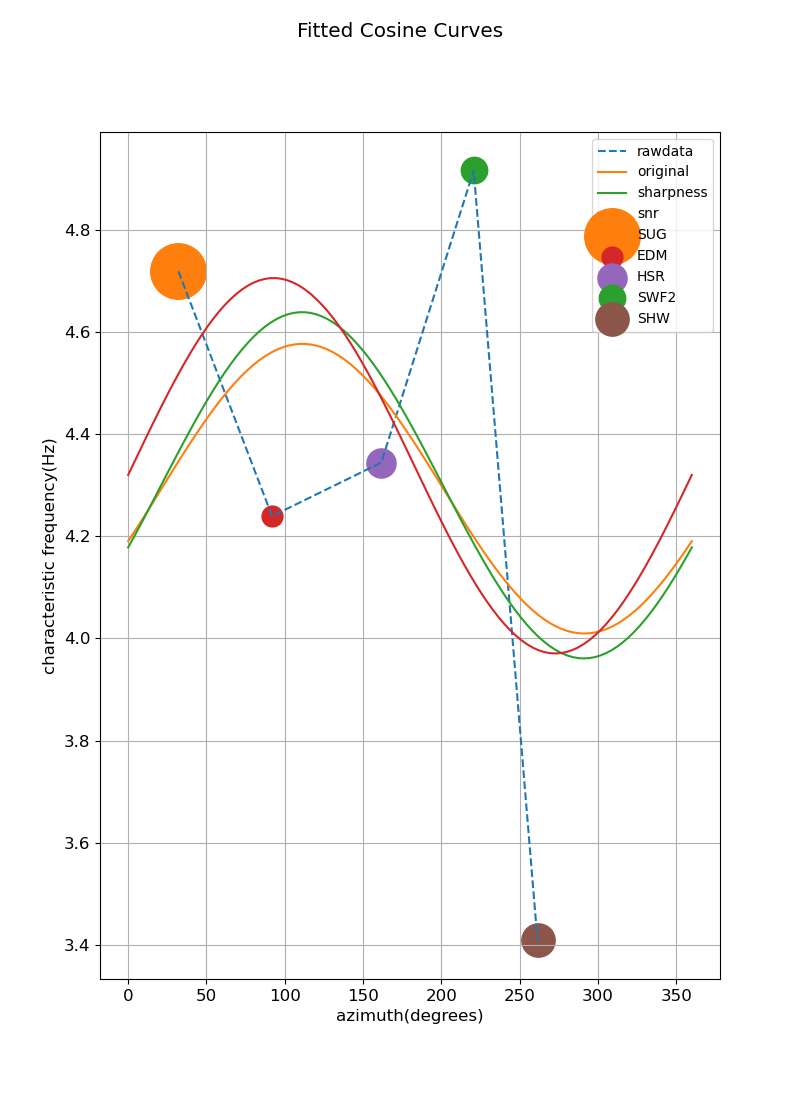 Fitted Cosine Curves
rawdata
original
sharpness
snr
SUG
EDM
HSR
SWF2
SHW
characteristic frequency(Hz)
4.8
4.6
4.4
4.2
4.0
3.8
3.6
3.4
0 50 100 150 200 250 300 350
azimuth(degrees)